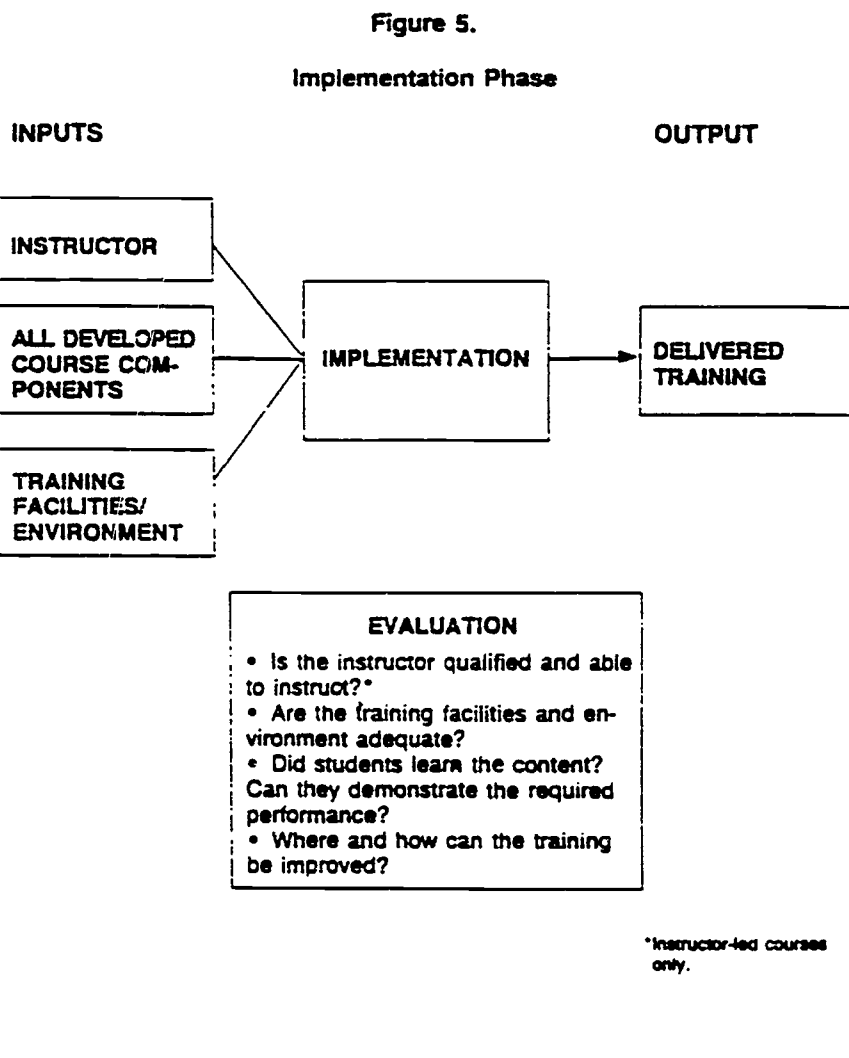 Figure 5.
Implementation Phase
INPUTS
OUTPUT
INSTRUCTOR
ALL DEVELOPED
COURSE COM-
PONENTS
TRAINING
FACILITIES/
ENVIRONMENT
IMPLEMENTATION
DELIVERED
TRAINING
EVALUATION
• Is the instructor qualified and able
to instruct?*
• Are the training facilities and en-
vironment adequate?
• Did students learn the content?
Can they demonstrate the required
performance?
• Where and how can the training
be improved?
*Instructor-led courses
only.